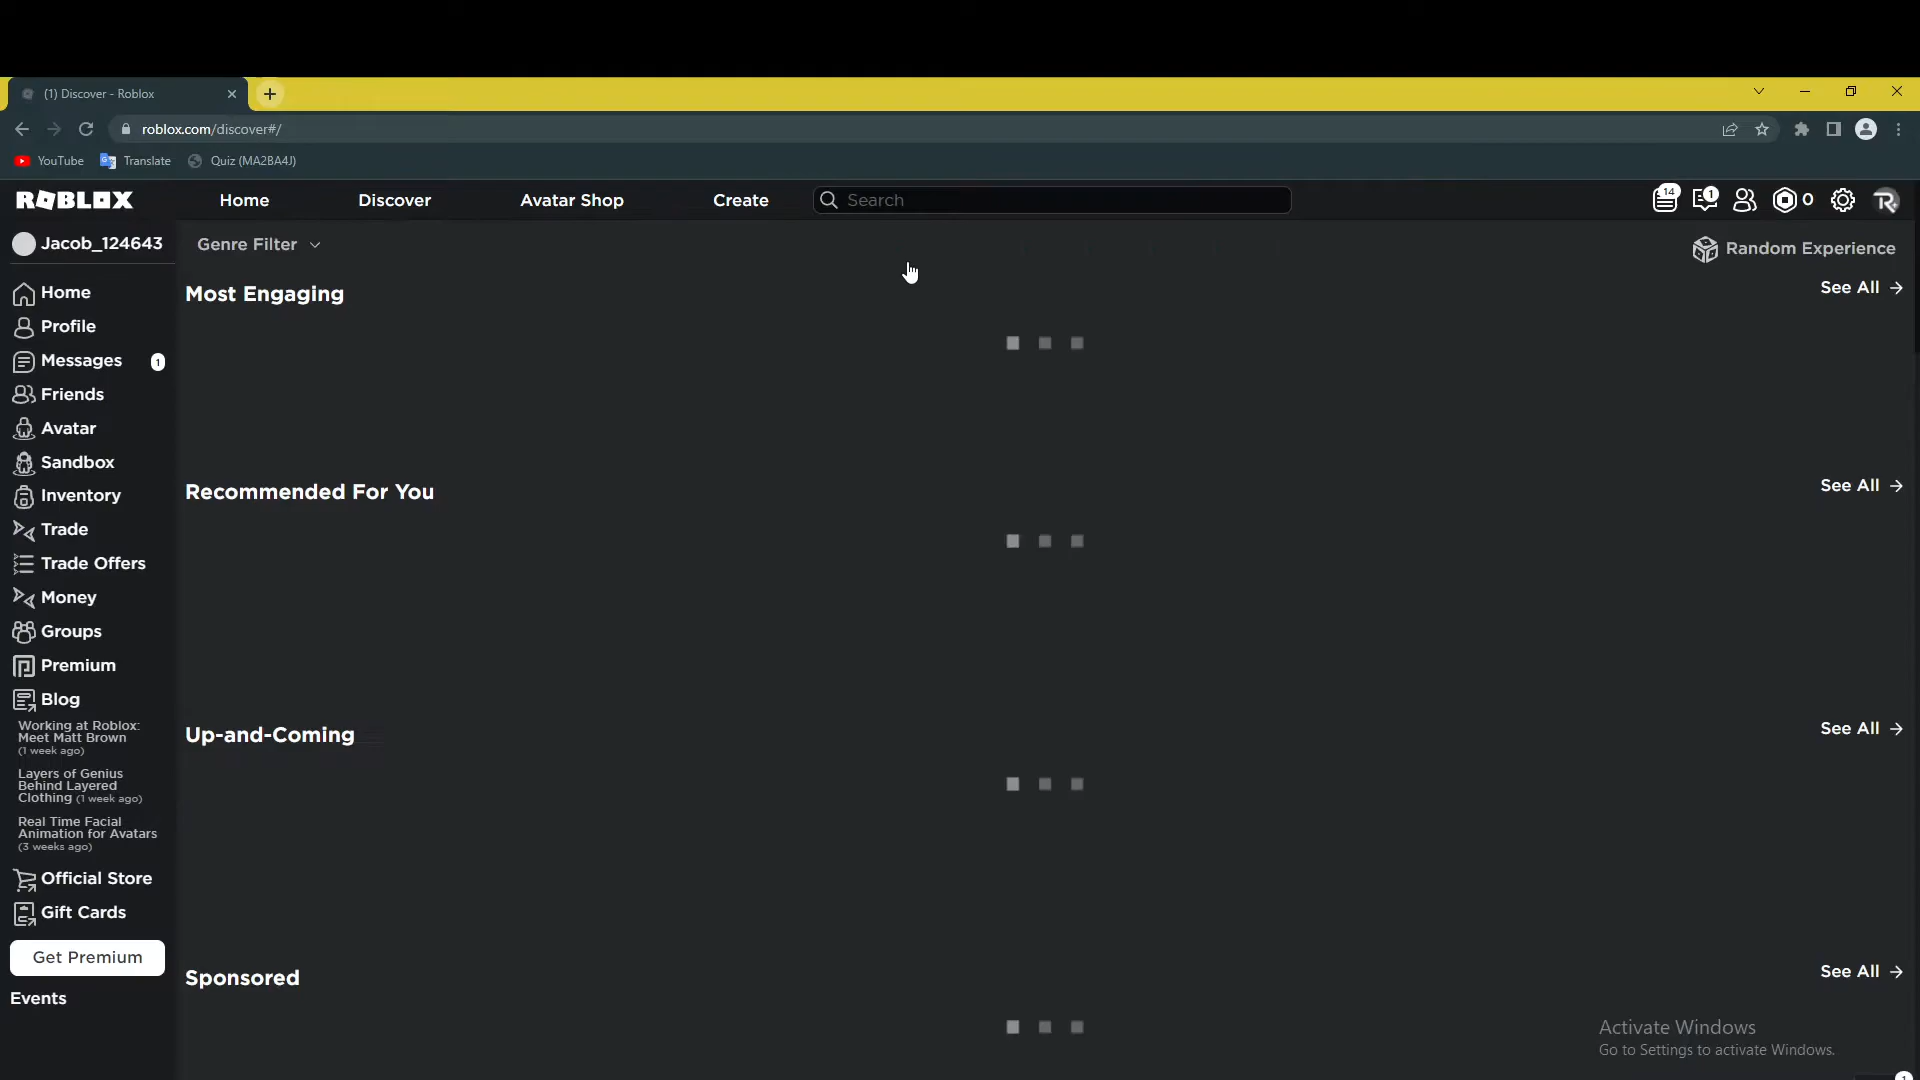 (1) Discover - Roblox
roblox.com/discover#/
YouTube
Translate
Quiz (MA2BA4J)
ROBLOX
Home
Discover
Avatar Shop
Create
Search
14
1
0
Jacob_124643
Genre Filter
Random Experience
Home
Profile
Messages
1
Friends
Avatar
Sandbox
Inventory
Trade
Trade Offers
Money
Groups
Premium
Blog
Working at Roblox:
Meet Matt Brown
(1 week ago)
Layers of Genius
Behind Layered
Clothing (1 week ago)
Real Time Facial
Animation for Avatars
(3 weeks ago)
Official Store
Gift Cards
Get Premium
Events
Most Engaging
See All
Recommended For You
See All
Up-and-Coming
See All
Sponsored
See All
Activate Windows
Go to Settings to activate Windows.